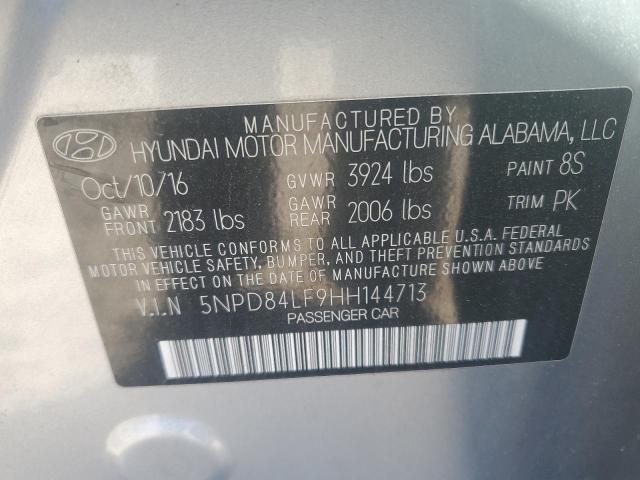 MANUFACTURED BY
HYUNDAI MOTOR MANUFACTURING ALABAMA, LLC
Oct/10/16 GVWR 3924 lbs PAINT 8S
GAWR FRONT 2183 lbs GAWR REAR 2006 lbs TRIM PK
THIS VEHICLE CONFORMS TO ALL APPLICABLE U.S.A. FEDERAL
MOTOR VEHICLE SAFETY, BUMPER, AND THEFT PREVENTION STANDARDS
IN EFFECT ON THE DATE OF MANUFACTURE SHOWN ABOVE.
V.I.N 5NPD84LF9HH144713
PASSENGER CAR